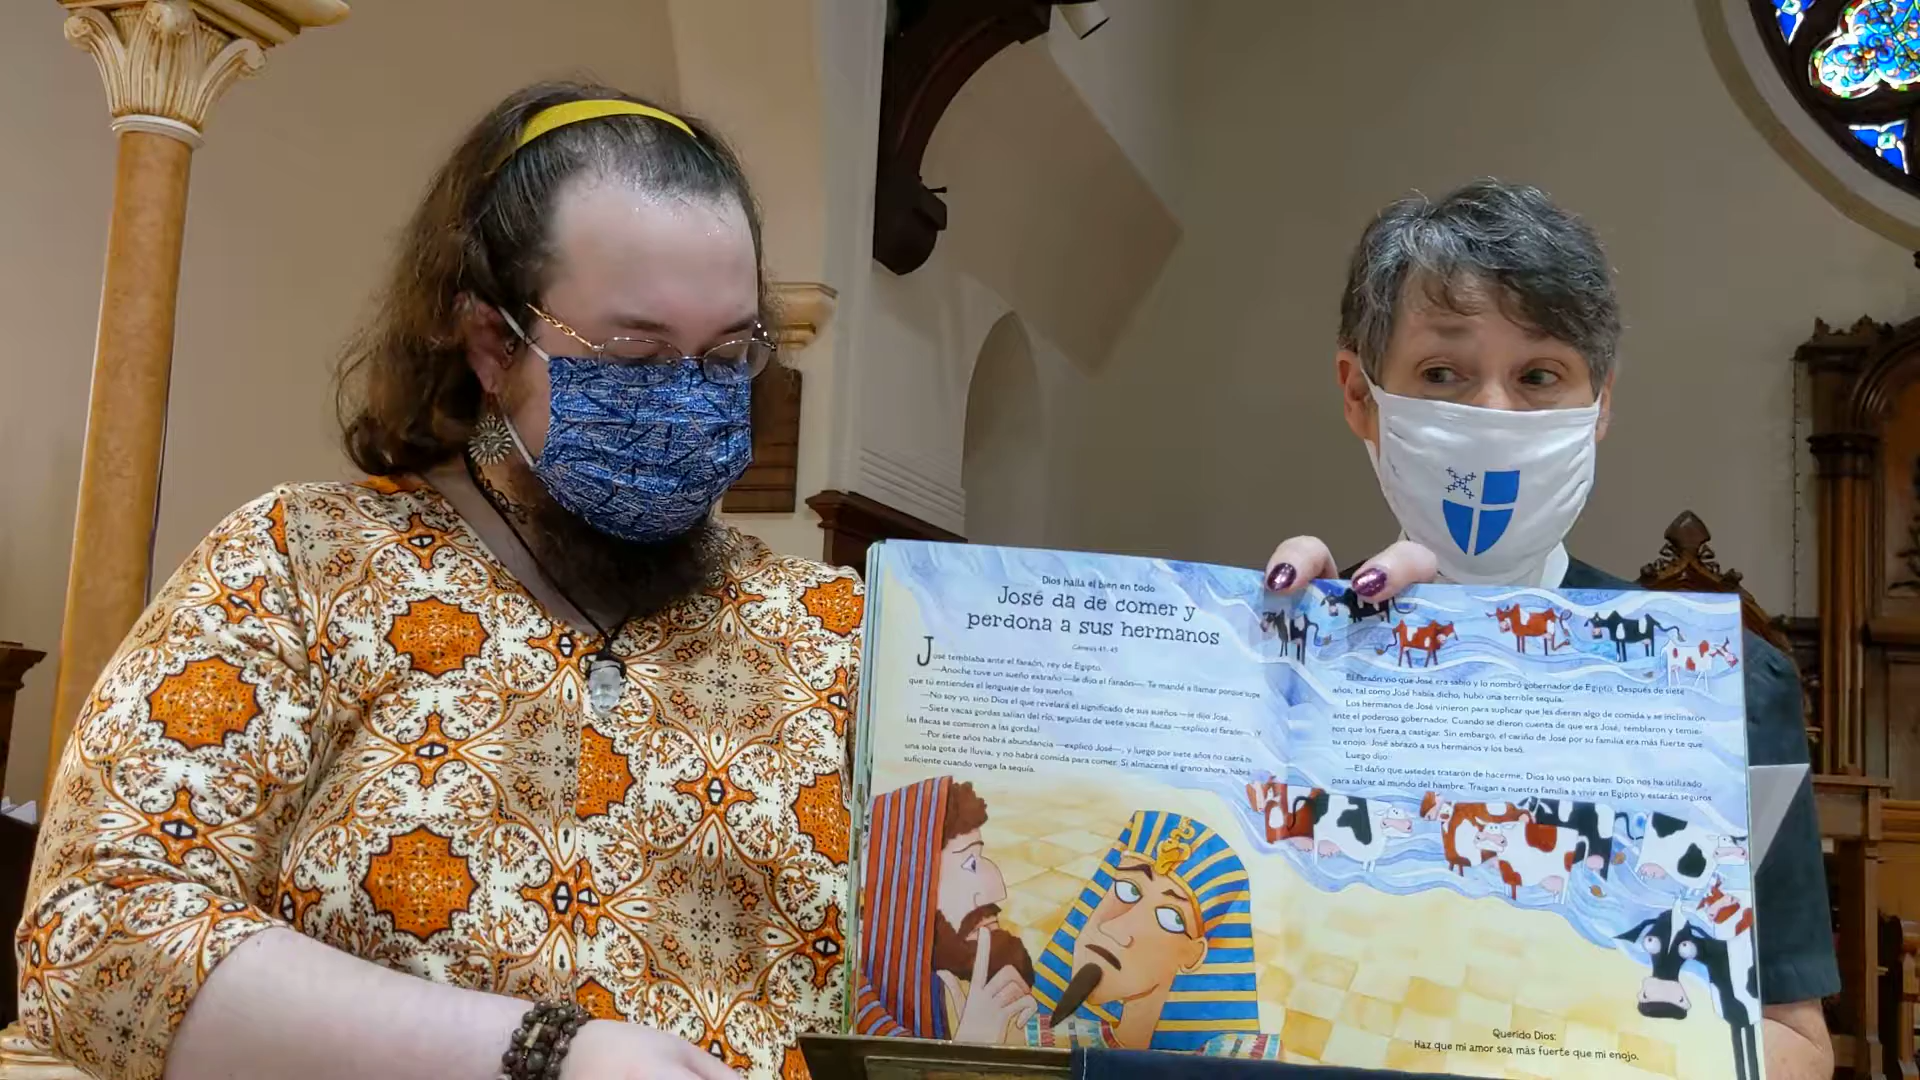 Dios halla el bien en todo
José da de comer y
perdona a sus hermanos
Génesis 41; 45
José temblaba ante el faraón, rey de Egipto.
—Anoche tuve un sueño extraño —le dijo el faraón—. Te mandé a llamar porque supe
que tú entiendes el lenguaje de los sueños.
—No soy yo, sino Dios el que revelará el significado de sus sueños —le dijo José.
—Siete vacas gordas salían del río, seguidas de siete vacas flacas —explicó el faraón—. ¡Y
las flacas se comieron a las gordas!
—Por siete años habrá abundancia —explicó José—, y luego por siete años no caerá ni
una sola gota de lluvia, y no habrá comida para comer. Si almacena el grano ahora, habrá
suficiente cuando venga la sequía.
El faraón vio que José era sabio y lo nombró gobernador de Egipto. Después de siete
años, tal como José había dicho, hubo una terrible sequía.
Los hermanos de José vinieron para suplicar que les dieran algo de comida y se inclinaron
ante el poderoso gobernador. Cuando se dieron cuenta de que era José, temblaron y temie-
ron que los fuera a castigar. Sin embargo, el cariño de José por su familia era más fuerte que
su enojo. José abrazó a sus hermanos y los besó.
Luego dijo:
—El daño que ustedes trataron de hacerme, Dios lo usó para bien. Dios nos ha utilizado
para salvar al mundo del hambre. Traigan a nuestra familia a vivir en Egipto y estarán seguros
Querido Dios:
Haz que mi amor sea más fuerte que mi enojo.